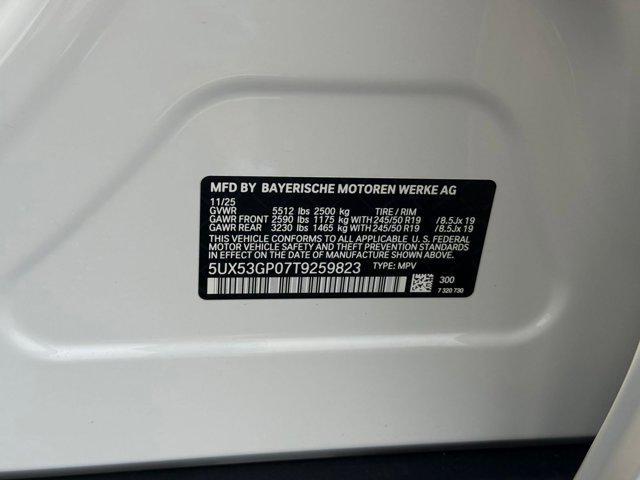 MFD BY BAYERISCHE MOTOREN WERKE AG
11/25
GVWR 5512 lbs 2500 kg TIRE / RIM
GAWR FRONT 2590 lbs 1175 kg WITH 245/50 R19 / 8.5Jx 19
GAWR REAR 3230 lbs 1465 kg WITH 245/50 R19 / 8.5Jx 19
THIS VEHICLE CONFORMS TO ALL APPLICABLE U. S. FEDERAL
MOTOR VEHICLE SAFETY, BUMPER, AND THEFT PREVENTION
STANDARDS IN EFFECT ON THE DATE OF MANUFACTURE SHOWN ABOVE.
5UX53GP07T9259823 TYPE: MPV
300
7 320 730